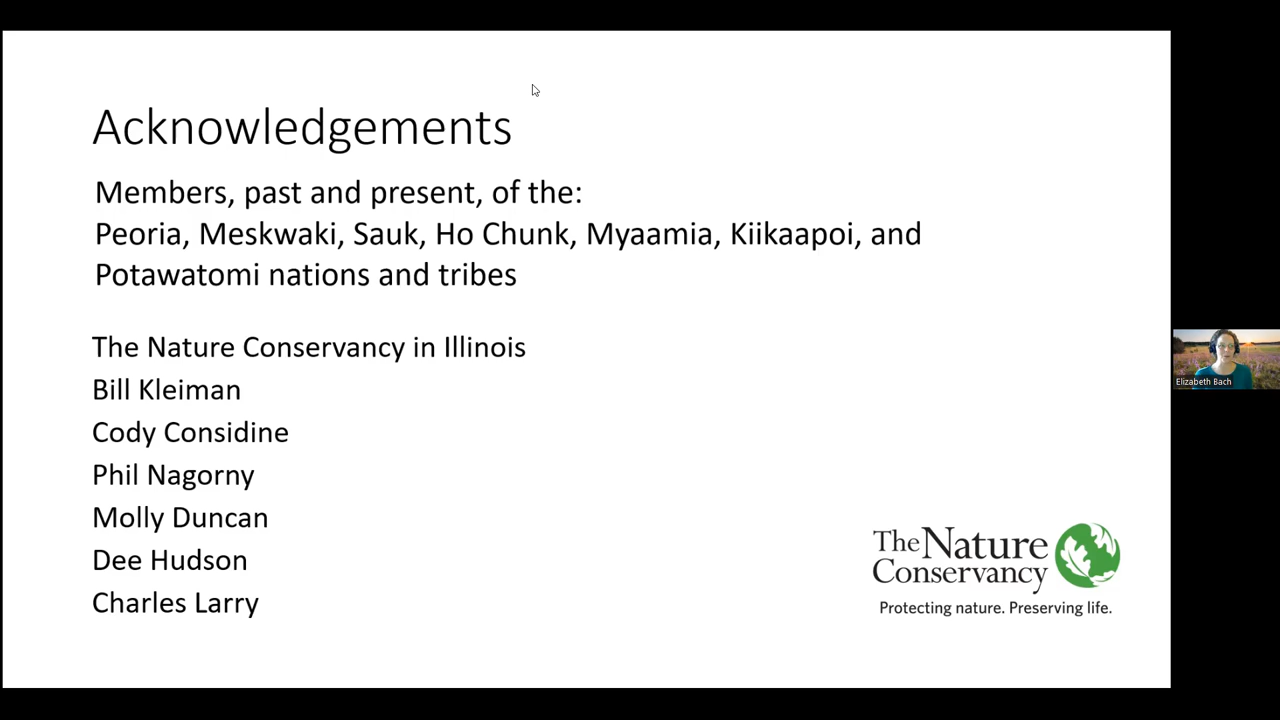 Acknowledgements
Members, past and present, of the:
Peoria, Meskwaki, Sauk, Ho Chunk, Myaamia, Kiikaapoi, and
Potawatomi nations and tribes
The Nature Conservancy in Illinois
Bill Kleiman
Cody Considine
Phil Nagorny
Molly Duncan
Dee Hudson
Charles Larry
The Nature
Conservancy
Protecting nature. Preserving life.
Elizabeth Bach